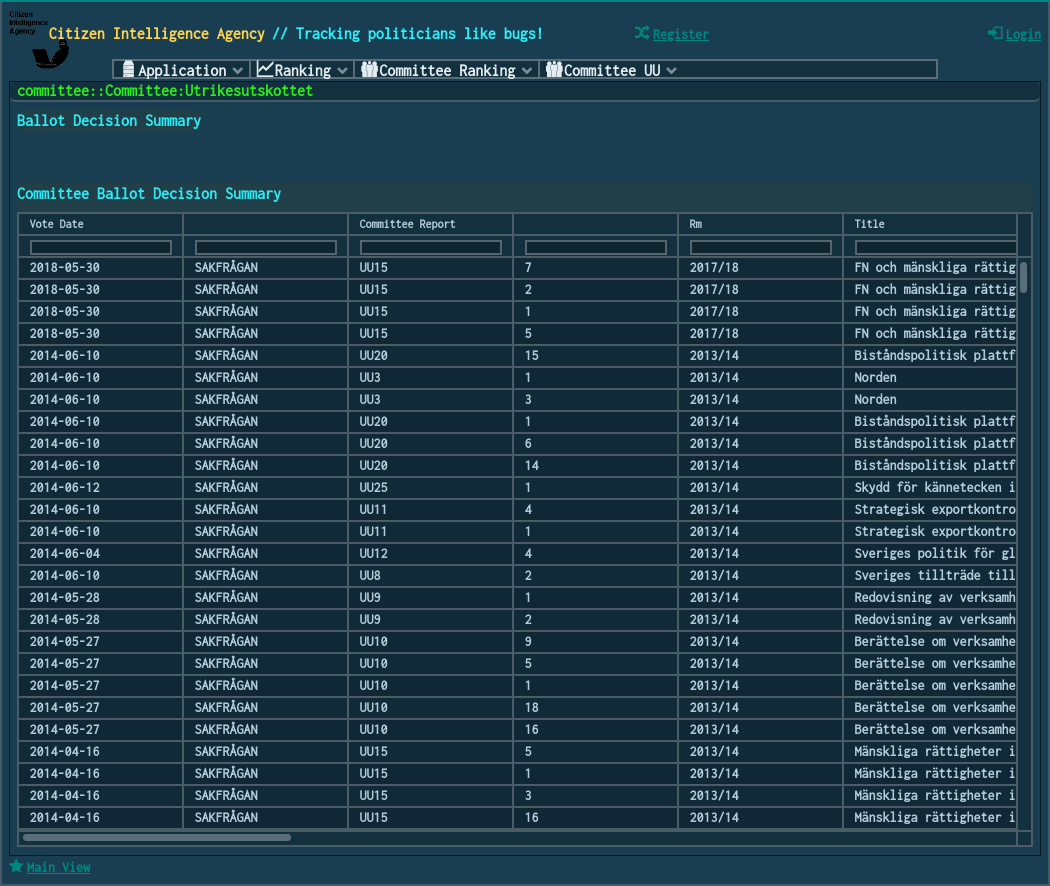 Citizen
Intelligence
Agency
Citizen Intelligence Agency // Tracking politicians like bugs!
Register
Login
Application Ranking Committee Ranking Committee UU
committee::Committee:Utrikesutskottet
Ballot Decision Summary
Committee Ballot Decision Summary
Vote Date Committee Report Rm Title
2018-05-30 SAKFRÅGAN UU15 7 2017/18 FN och mänskliga rättig
2018-05-30 SAKFRÅGAN UU15 2 2017/18 FN och mänskliga rättig
2018-05-30 SAKFRÅGAN UU15 1 2017/18 FN och mänskliga rättig
2018-05-30 SAKFRÅGAN UU15 5 2017/18 FN och mänskliga rättig
2014-06-10 SAKFRÅGAN UU20 15 2013/14 Biståndspolitisk plattf
2014-06-10 SAKFRÅGAN UU3 1 2013/14 Norden
2014-06-10 SAKFRÅGAN UU3 3 2013/14 Norden
2014-06-10 SAKFRÅGAN UU20 1 2013/14 Biståndspolitisk plattf
2014-06-10 SAKFRÅGAN UU20 6 2013/14 Biståndspolitisk plattf
2014-06-10 SAKFRÅGAN UU20 14 2013/14 Biståndspolitisk plattf
2014-06-12 SAKFRÅGAN UU25 1 2013/14 Skydd för kännetecken i
2014-06-10 SAKFRÅGAN UU11 4 2013/14 Strategisk exportkontro
2014-06-10 SAKFRÅGAN UU11 1 2013/14 Strategisk exportkontro
2014-06-04 SAKFRÅGAN UU12 4 2013/14 Sveriges politik för gl
2014-06-10 SAKFRÅGAN UU8 2 2013/14 Sveriges tillträde till
2014-05-28 SAKFRÅGAN UU9 1 2013/14 Redovisning av verksamh
2014-05-28 SAKFRÅGAN UU9 2 2013/14 Redovisning av verksamh
2014-05-27 SAKFRÅGAN UU10 9 2013/14 Berättelse om verksamhe
2014-05-27 SAKFRÅGAN UU10 5 2013/14 Berättelse om verksamhe
2014-05-27 SAKFRÅGAN UU10 1 2013/14 Berättelse om verksamhe
2014-05-27 SAKFRÅGAN UU10 18 2013/14 Berättelse om verksamhe
2014-05-27 SAKFRÅGAN UU10 16 2013/14 Berättelse om verksamhe
2014-04-16 SAKFRÅGAN UU15 5 2013/14 Mänskliga rättigheter i
2014-04-16 SAKFRÅGAN UU15 1 2013/14 Mänskliga rättigheter i
2014-04-16 SAKFRÅGAN UU15 3 2013/14 Mänskliga rättigheter i
2014-04-16 SAKFRÅGAN UU15 16 2013/14 Mänskliga rättigheter i
Main View